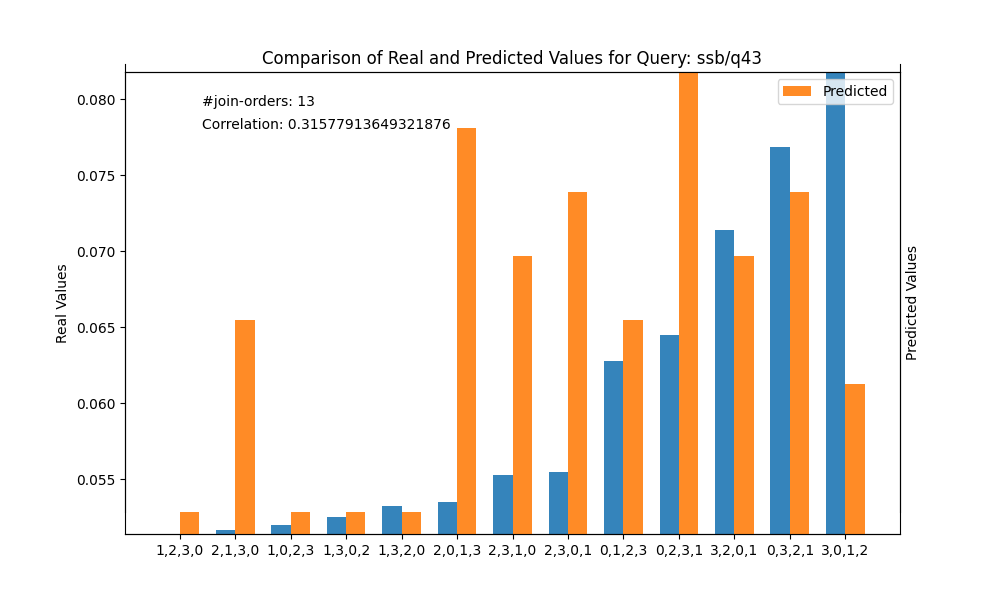 Comparison of Real and Predicted Values for Query: ssb/q43
#join-orders: 13
Correlation: 0.31577913649321876
Predicted
0.080
0.075
0.070
0.065
0.060
0.055
Real Values
Predicted Values
1,2,3,0 2,1,3,0 1,0,2,3 1,3,0,2 1,3,2,0 2,0,1,3 2,3,1,0 2,3,0,1 0,1,2,3 0,2,3,1 3,2,0,1 0,3,2,1 3,0,1,2